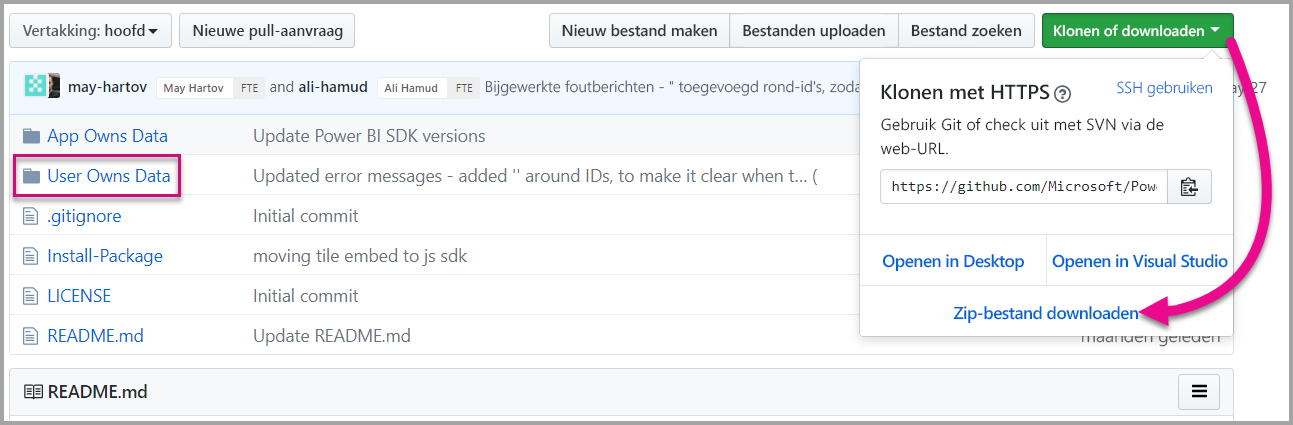 Vertakking: hoofd
Nieuwe pull-aanvraag
Nieuw bestand maken
Bestanden uploaden
Bestand zoeken
Klonen of downloaden
may-hartov May Hartov FTE and ali-hamud Ali Hamud FTE Bijgewerkte foutberichten - " toegevoegd rond-id's, zoda
27
App Owns Data Update Power BI SDK versions
User Owns Data Updated error messages - added '' around IDs, to make it clear when t... (
.gitignore Initial commit
Install-Package moving tile embed to js sdk
LICENSE Initial commit
README.md Update README.md
maanden geleden
Klonen met HTTPS ?
SSH gebruiken
Gebruik Git of check uit met SVN via de
web-URL.
https://github.com/Microsoft/Pow
Openen in Desktop
Openen in Visual Studio
Zip-bestand downloaden
README.md